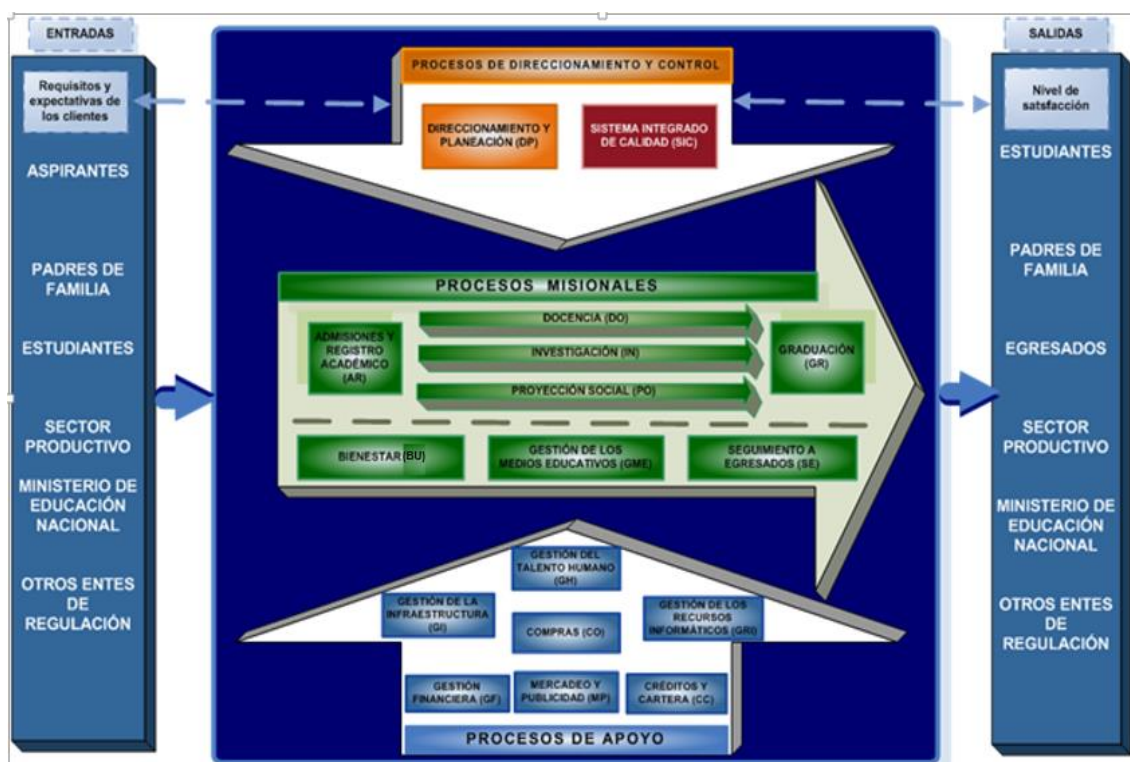 ENTRADAS
Requisitos y
expectativas de
los clientes
ASPIRANTES
PADRES DE
FAMILIA
ESTUDIANTES
SECTOR
PRODUCTIVO
MINISTERIO DE
EDUCACIÓN
NACIONAL
OTROS ENTES
DE
REGULACIÓN
PROCESOS DE DIRECCIONAMIENTO Y CONTROL
DIRECCIONAMIENTO Y
PLANEACIÓN (DP)
SISTEMA INTEGRADO
DE CALIDAD (SIC)
PROCESOS MISIONALES
ADMISIONES Y
REGISTRO
ACADÉMICO
(AR)
DOCENCIA (DO)
INVESTIGACIÓN (IN)
PROYECCIÓN SOCIAL (PO)
GRADUACIÓN
(GR)
BIENESTAR (BU)
GESTIÓN DE LOS
MEDIOS EDUCATIVOS (GME)
SEGUIMIENTO A
EGRESADOS (SE)
GESTIÓN DEL
TALENTO HUMANO
(GH)
GESTIÓN DE LA
INFRAESTRUCTURA
(GI)
COMPRAS (CO)
GESTIÓN DE LOS
RECURSOS
INFORMÁTICOS (GRI)
GESTIÓN
FINANCIERA (GF)
MERCADEO Y
PUBLICIDAD (MP)
CRÉDITOS Y
CARTERA (CC)
PROCESOS DE APOYO
SALIDAS
Nivel de
satisfacción
ESTUDIANTES
PADRES DE
FAMILIA
EGRESADOS
SECTOR
PRODUCTIVO
MINISTERIO DE
EDUCACIÓN
NACIONAL
OTROS ENTES
DE
REGULACIÓN